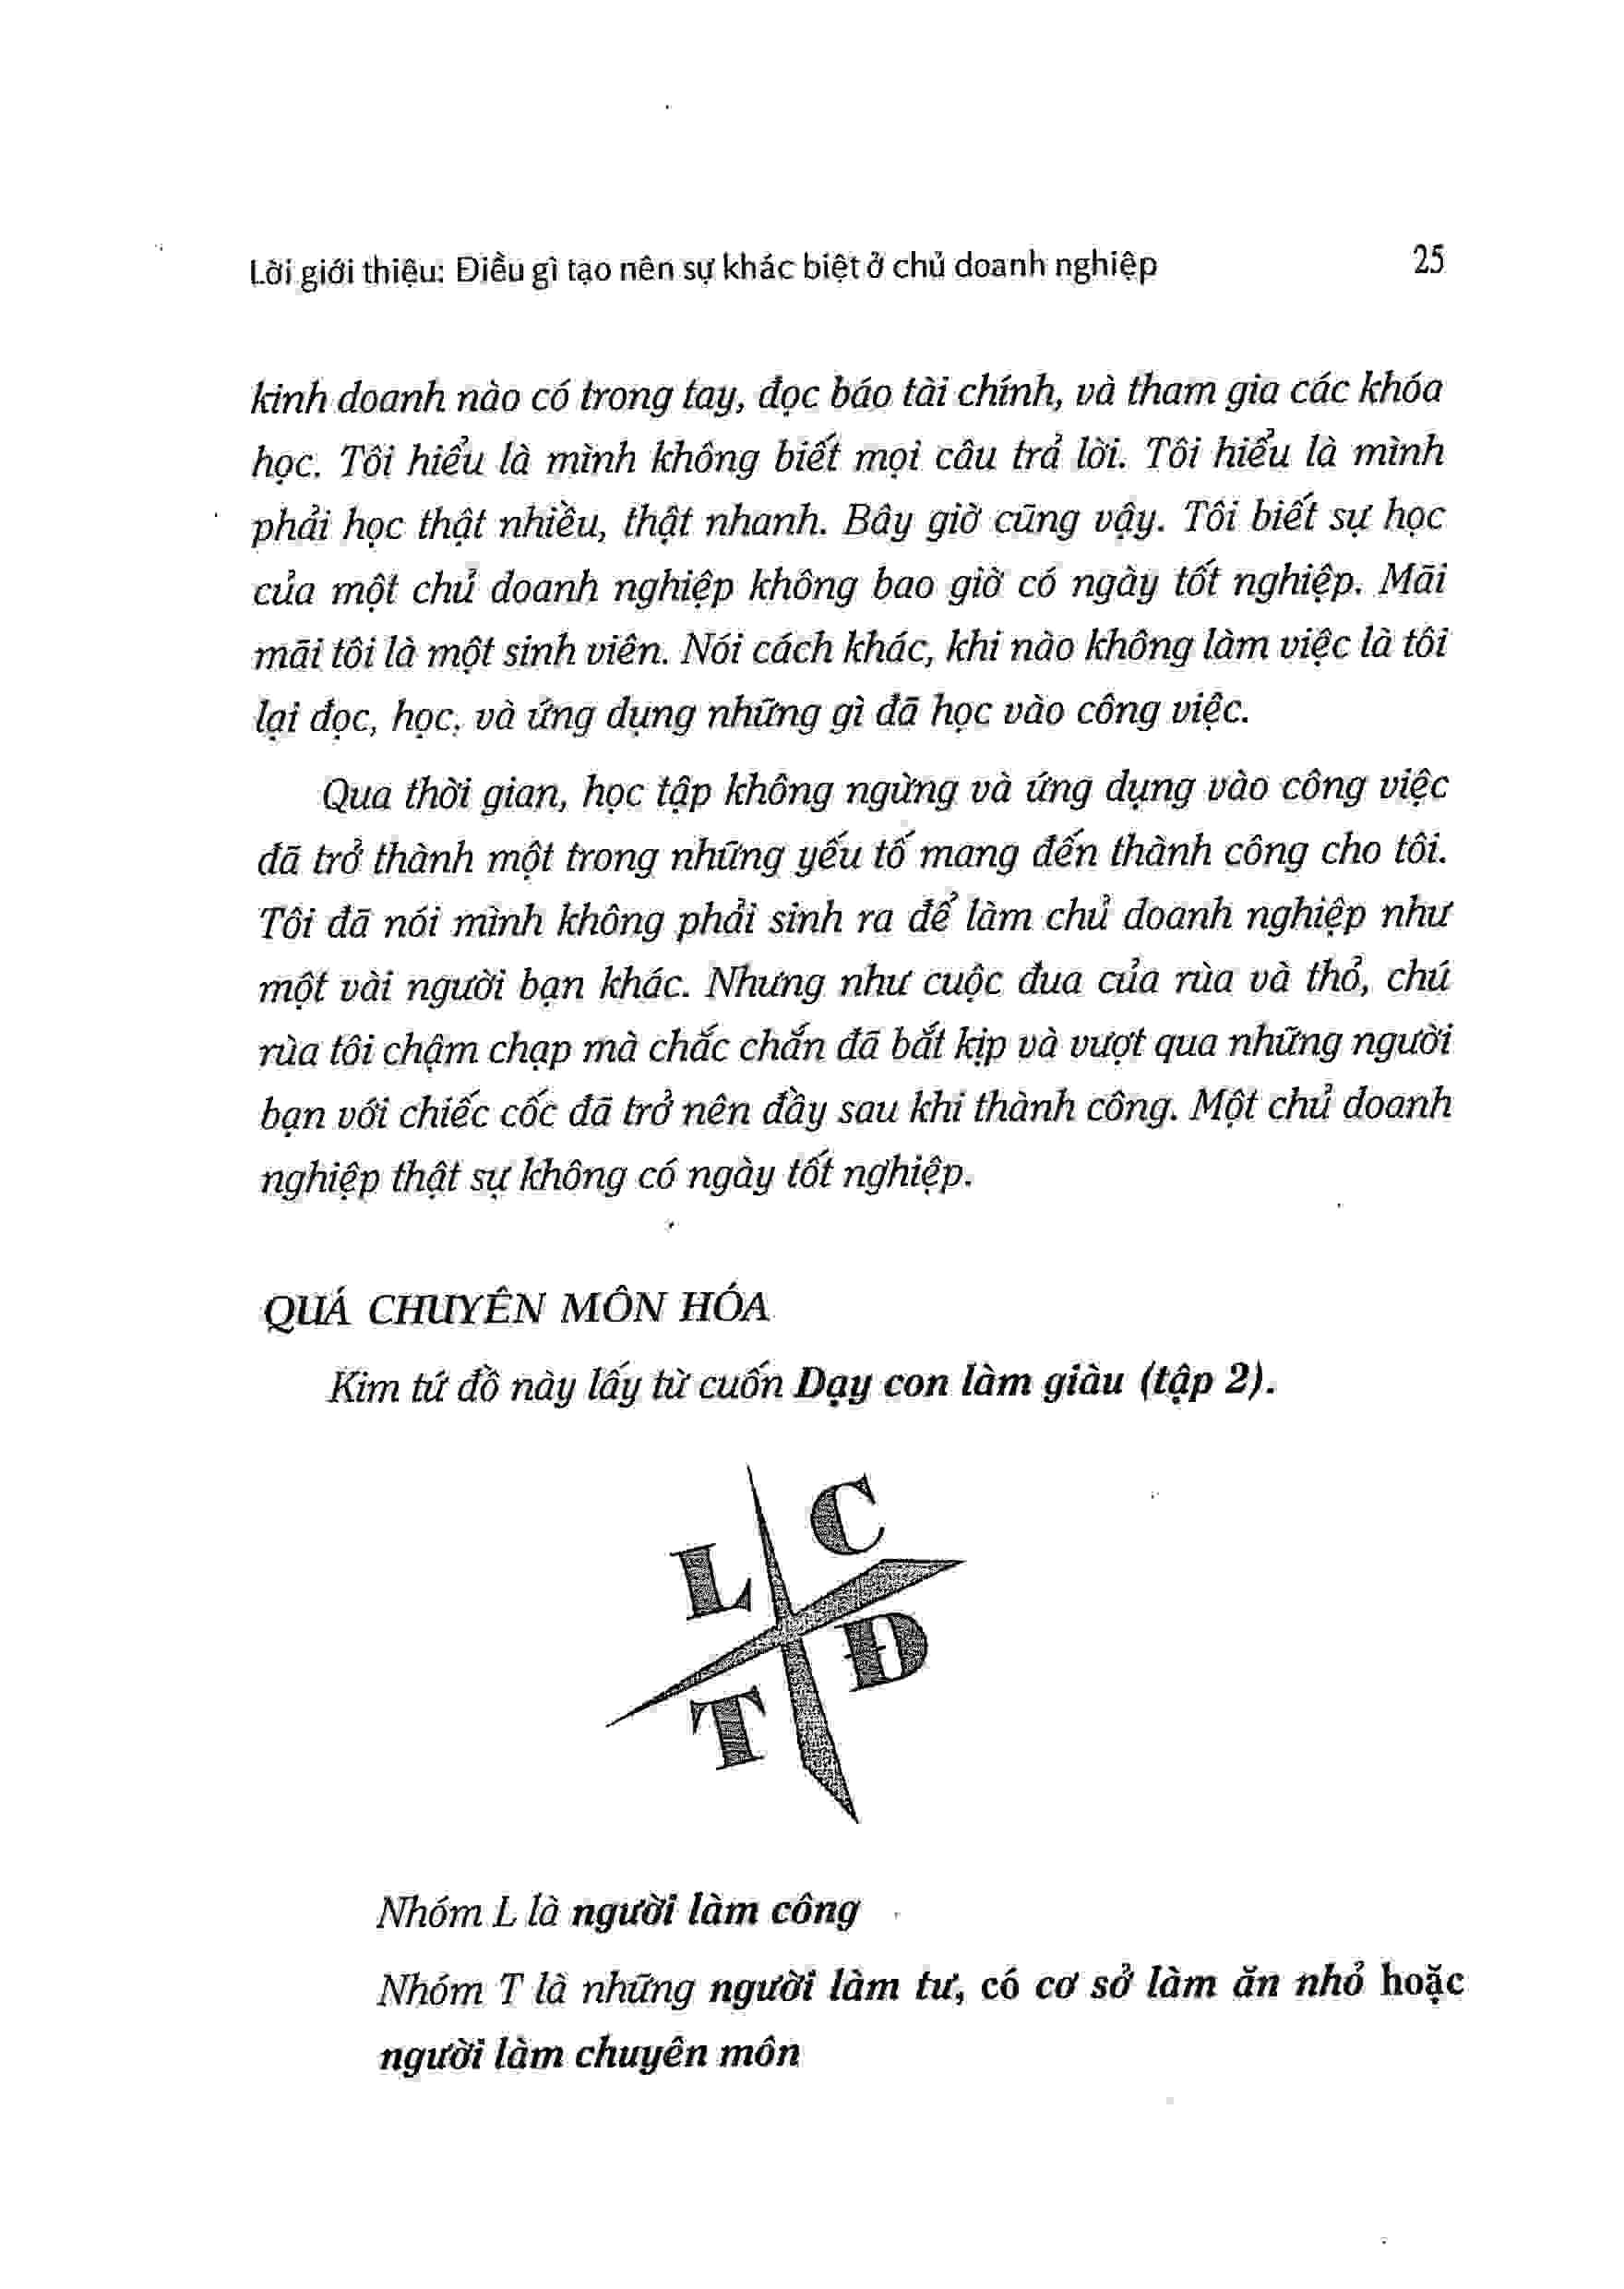 Lời giới thiệu: Điều gì tạo nên sự khác biệt ở chủ doanh nghiệp 25
kinh doanh nào có trong tay, đọc báo tài chính, và tham gia các khóa
học. Tôi hiểu là mình không biết mọi câu trả lời. Tôi hiểu là mình
phải học thật nhiều, thật nhanh. Bây giờ cũng vậy. Tôi biết sự học
của một chủ doanh nghiệp không bao giờ có ngày tốt nghiệp. Mãi
mãi tôi là một sinh viên. Nói cách khác, khi nào không làm việc là tôi
lại đọc, học, và ứng dụng những gì đã học vào công việc.
Qua thời gian, học tập không ngừng và ứng dụng vào công việc
đã trở thành một trong những yếu tố mang đến thành công cho tôi.
Tôi đã nói mình không phải sinh ra để làm chủ doanh nghiệp như
một vài người bạn khác. Nhưng như cuộc đua của rùa và thỏ, chú
rùa tôi chậm chạp mà chắc chắn đã bắt kịp và vượt qua những người
bạn với chiếc cốc đã trở nên đầy sau khi thành công. Một chủ doanh
nghiệp thật sự không có ngày tốt nghiệp.
QUÁ CHUYÊN MÔN HÓA
Kim tứ đồ này lấy từ cuốn Dạy con làm giàu (tập 2).
L C
T Đ
Nhóm L là người làm công
Nhóm T là những người làm tư, có cơ sở làm ăn nhỏ hoặc
người làm chuyên môn